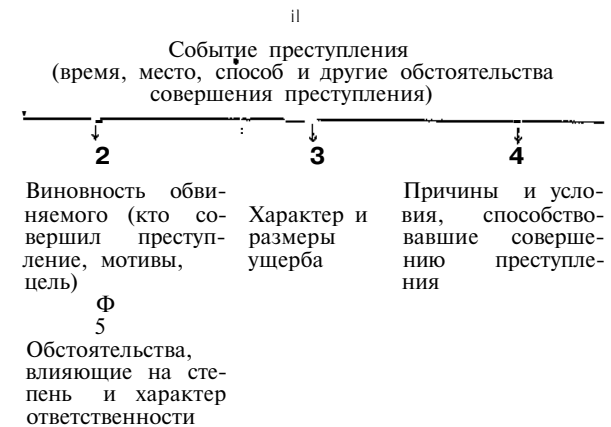 il
Событие преступления
(время, место, способ и другие обстоятельства
совершения преступления)
2
Виновность обви-
няемого (кто со-
вершил преступ-
ление, мотивы,
цель)
Ф
5
Обстоятельства,
влияющие на сте-
пень и характер
ответственности
3
Характер и
размеры
ущерба
4
Причины и усло-
вия, способство-
вавшие соверше-
нию преступле-
ния